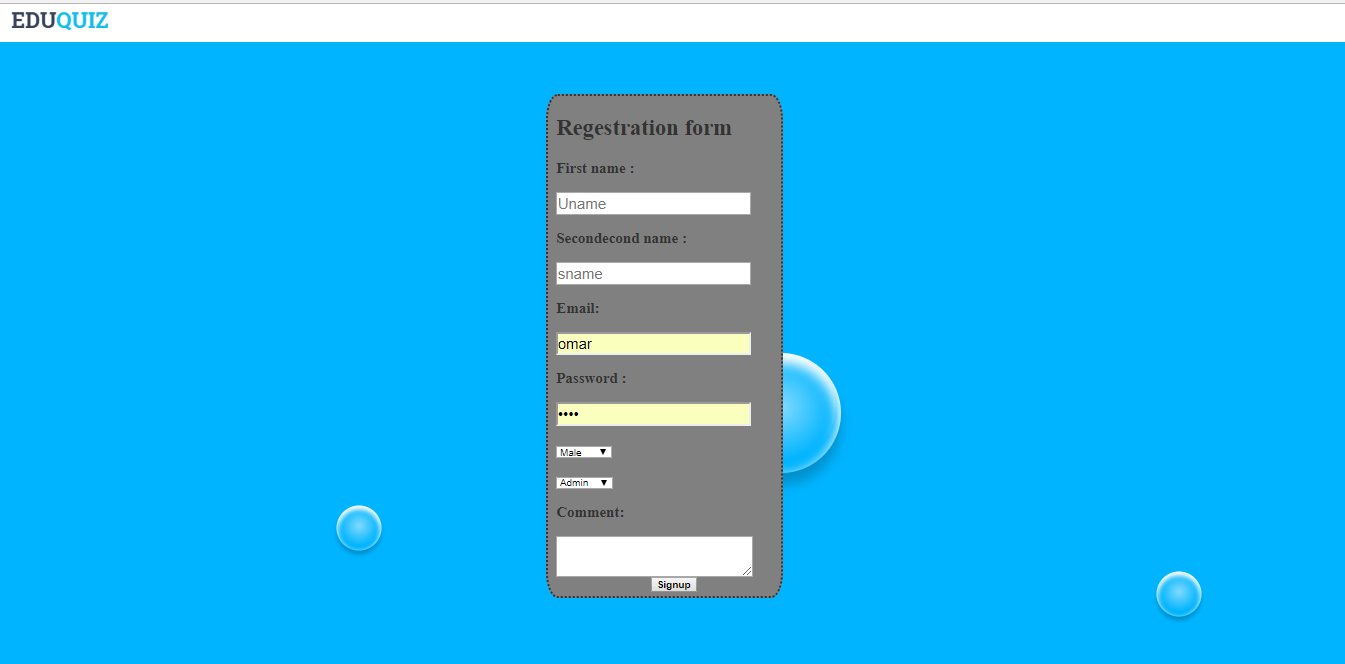 EDUQUIZ
Regestration form
First name :
Uname
Secondecond name :
sname
Email:
omar
Password :
••••
Male
Admin
Comment:
Signup